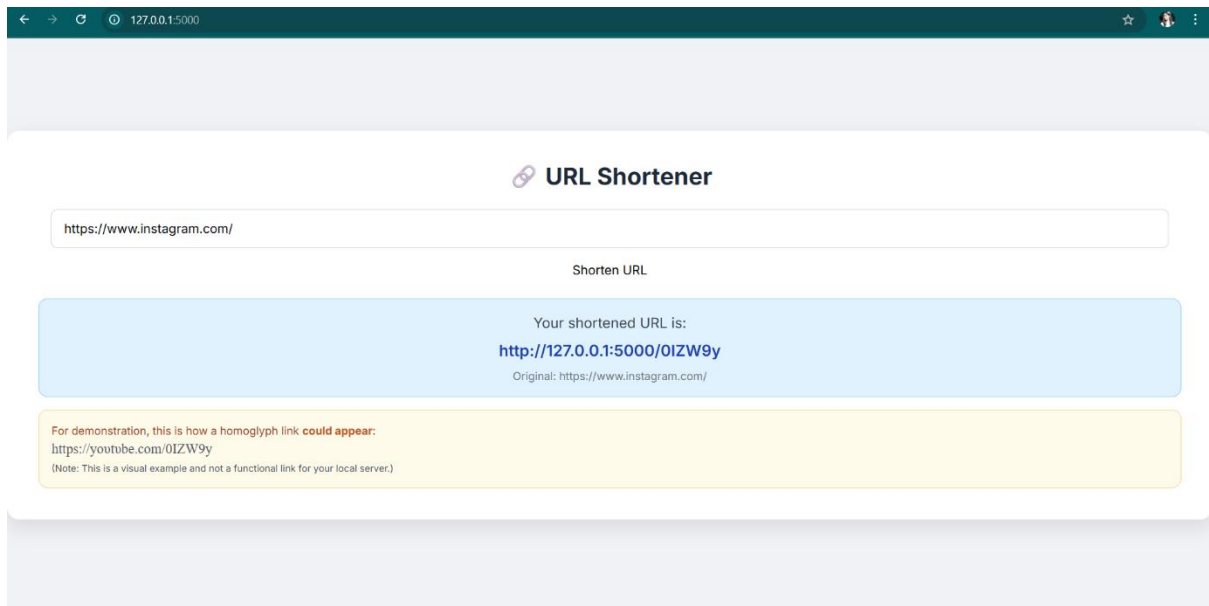 127.0.0.1:5000
🔗 URL Shortener
https://www.instagram.com/
Shorten URL
Your shortened URL is:
http://127.0.0.1:5000/0IZW9y
Original: https://www.instagram.com/
For demonstration, this is how a homoglyph link could appear:
https://youtube.com/0IZW9y
(Note: This is a visual example and not a functional link for your local server.)